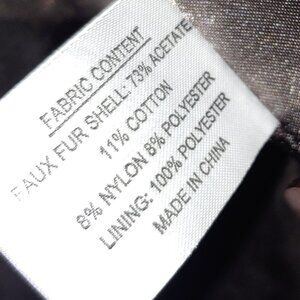 FABRIC CONTENT
FAUX FUR SHELL: 73% ACETATE
11% COTTON
8% NYLON 8% POLYESTER
LINING: 100% POLYESTER
MADE IN CHINA